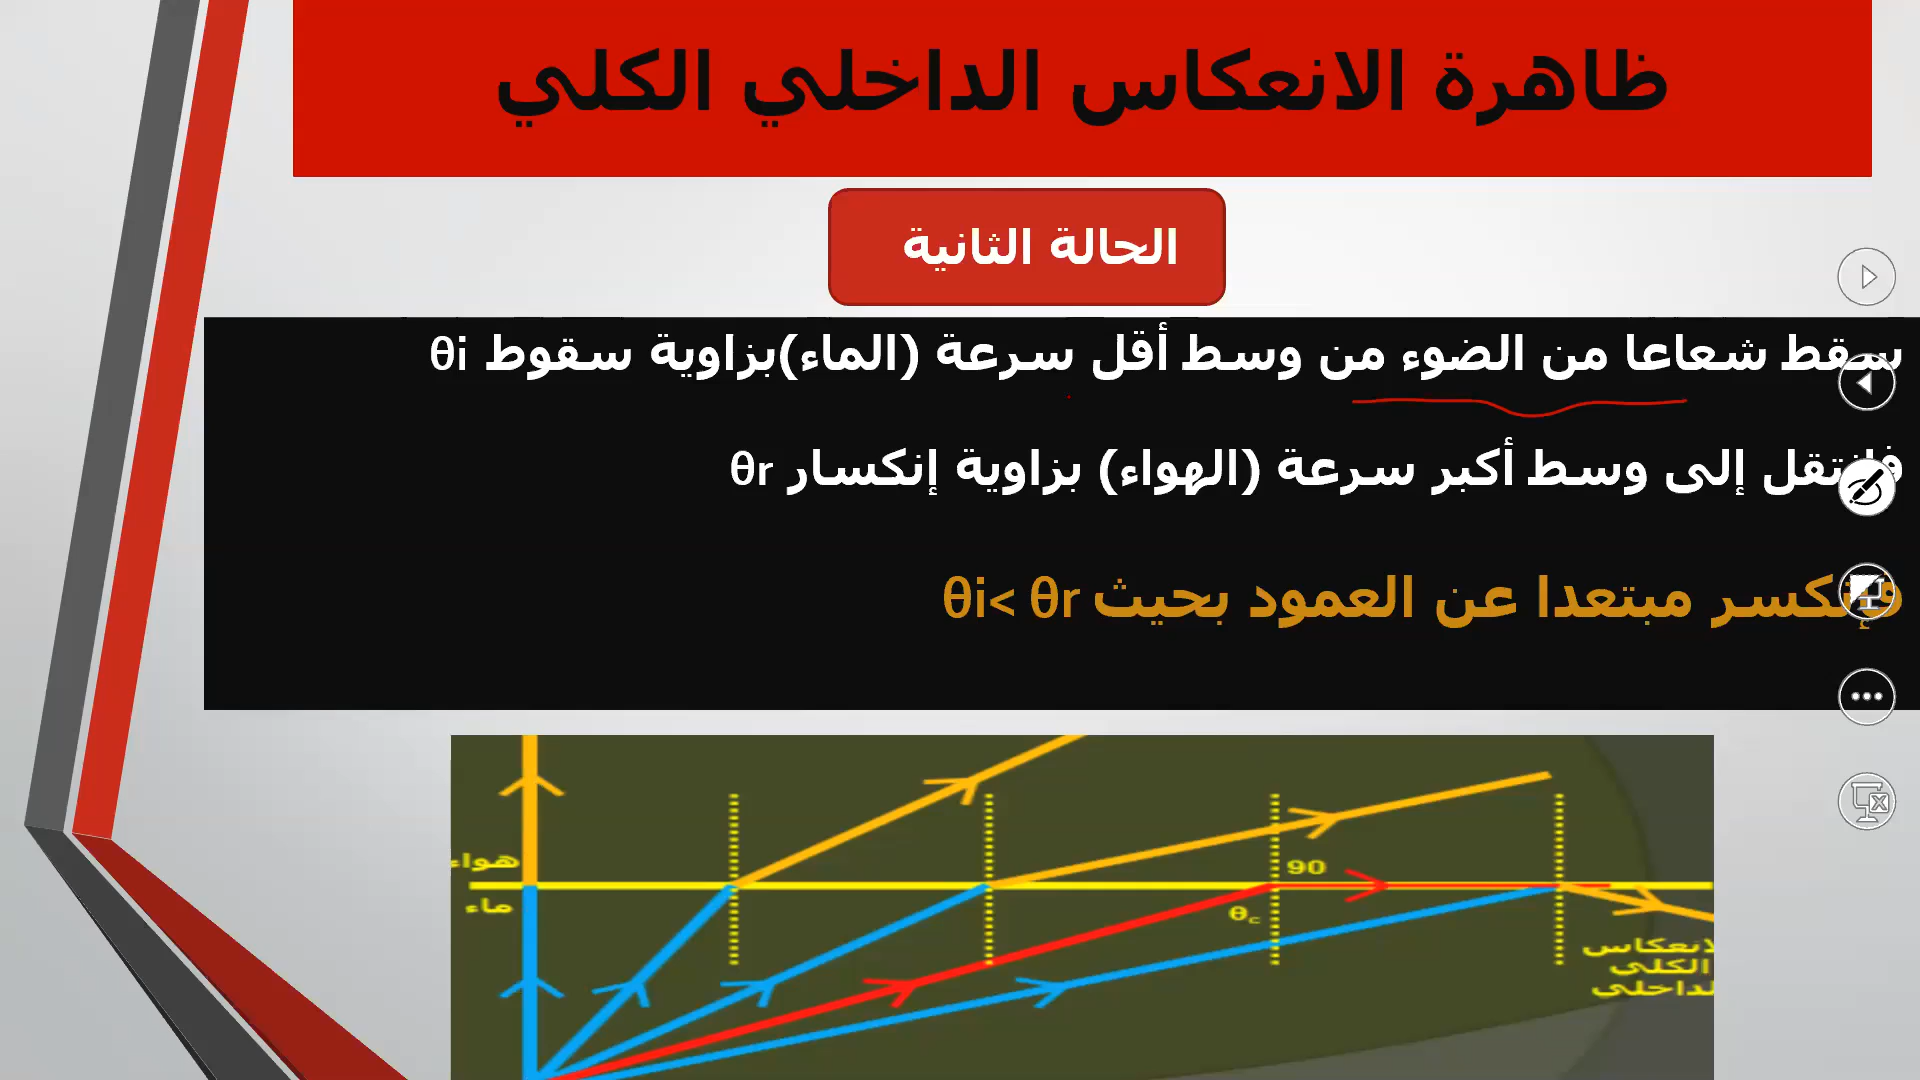 ظاهرة الانعكاس الداخلي الكلي
الحالة الثانية
سقط شعاعا من الضوء من وسط أقل سرعة (الماء)بزاوية سقوط θi
فانتقل إلى وسط أكبر سرعة (الهواء) بزاوية إنكسار θr
فإنكسر مبتعدا عن العمود بحيث θi< θr
هواء
90
ماء
θc
الكلي